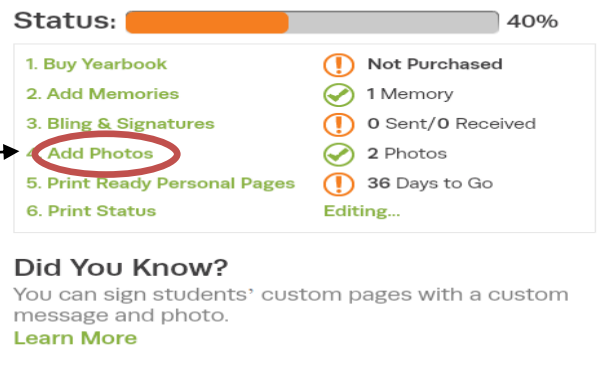 Status: 40%
1. Buy Yearbook Not Purchased
2. Add Memories 1 Memory
3. Bling & Signatures 0 Sent/0 Received
4. Add Photos 2 Photos
5. Print Ready Personal Pages 36 Days to Go
6. Print Status Editing...
Did You Know?
You can sign students' custom pages with a custom
message and photo.
Learn More